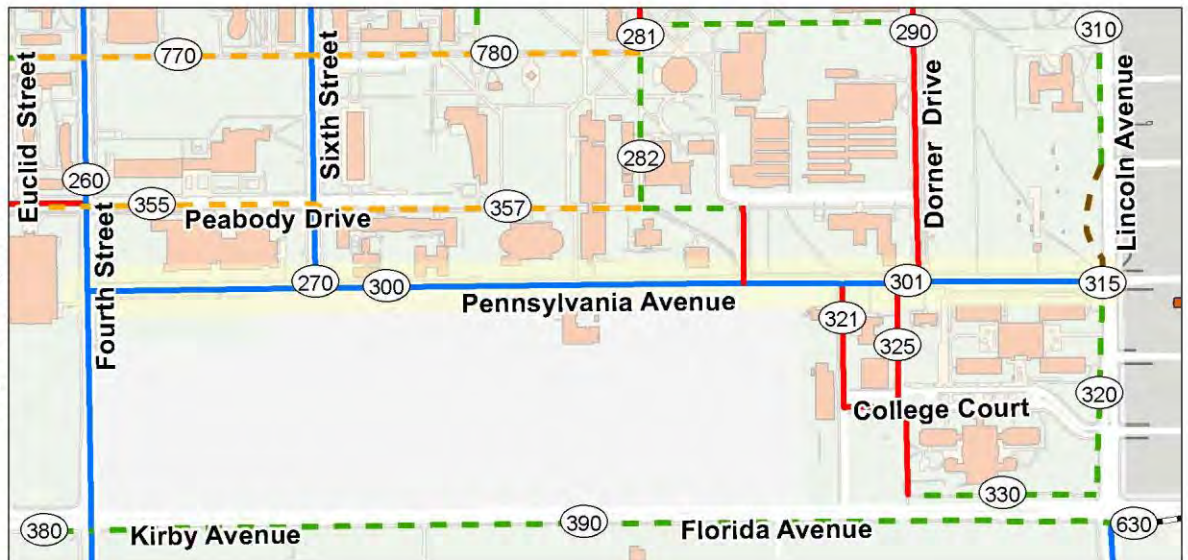 281
290
310
770
780
Euclid Street
Sixth Street
Dorner Drive
Lincoln Avenue
282
260
355
357
Peabody Drive
Fourth Street
270
300
301
315
Pennsylvania Avenue
321
325
320
College Court
330
380
Kirby Avenue
390
Florida Avenue
630